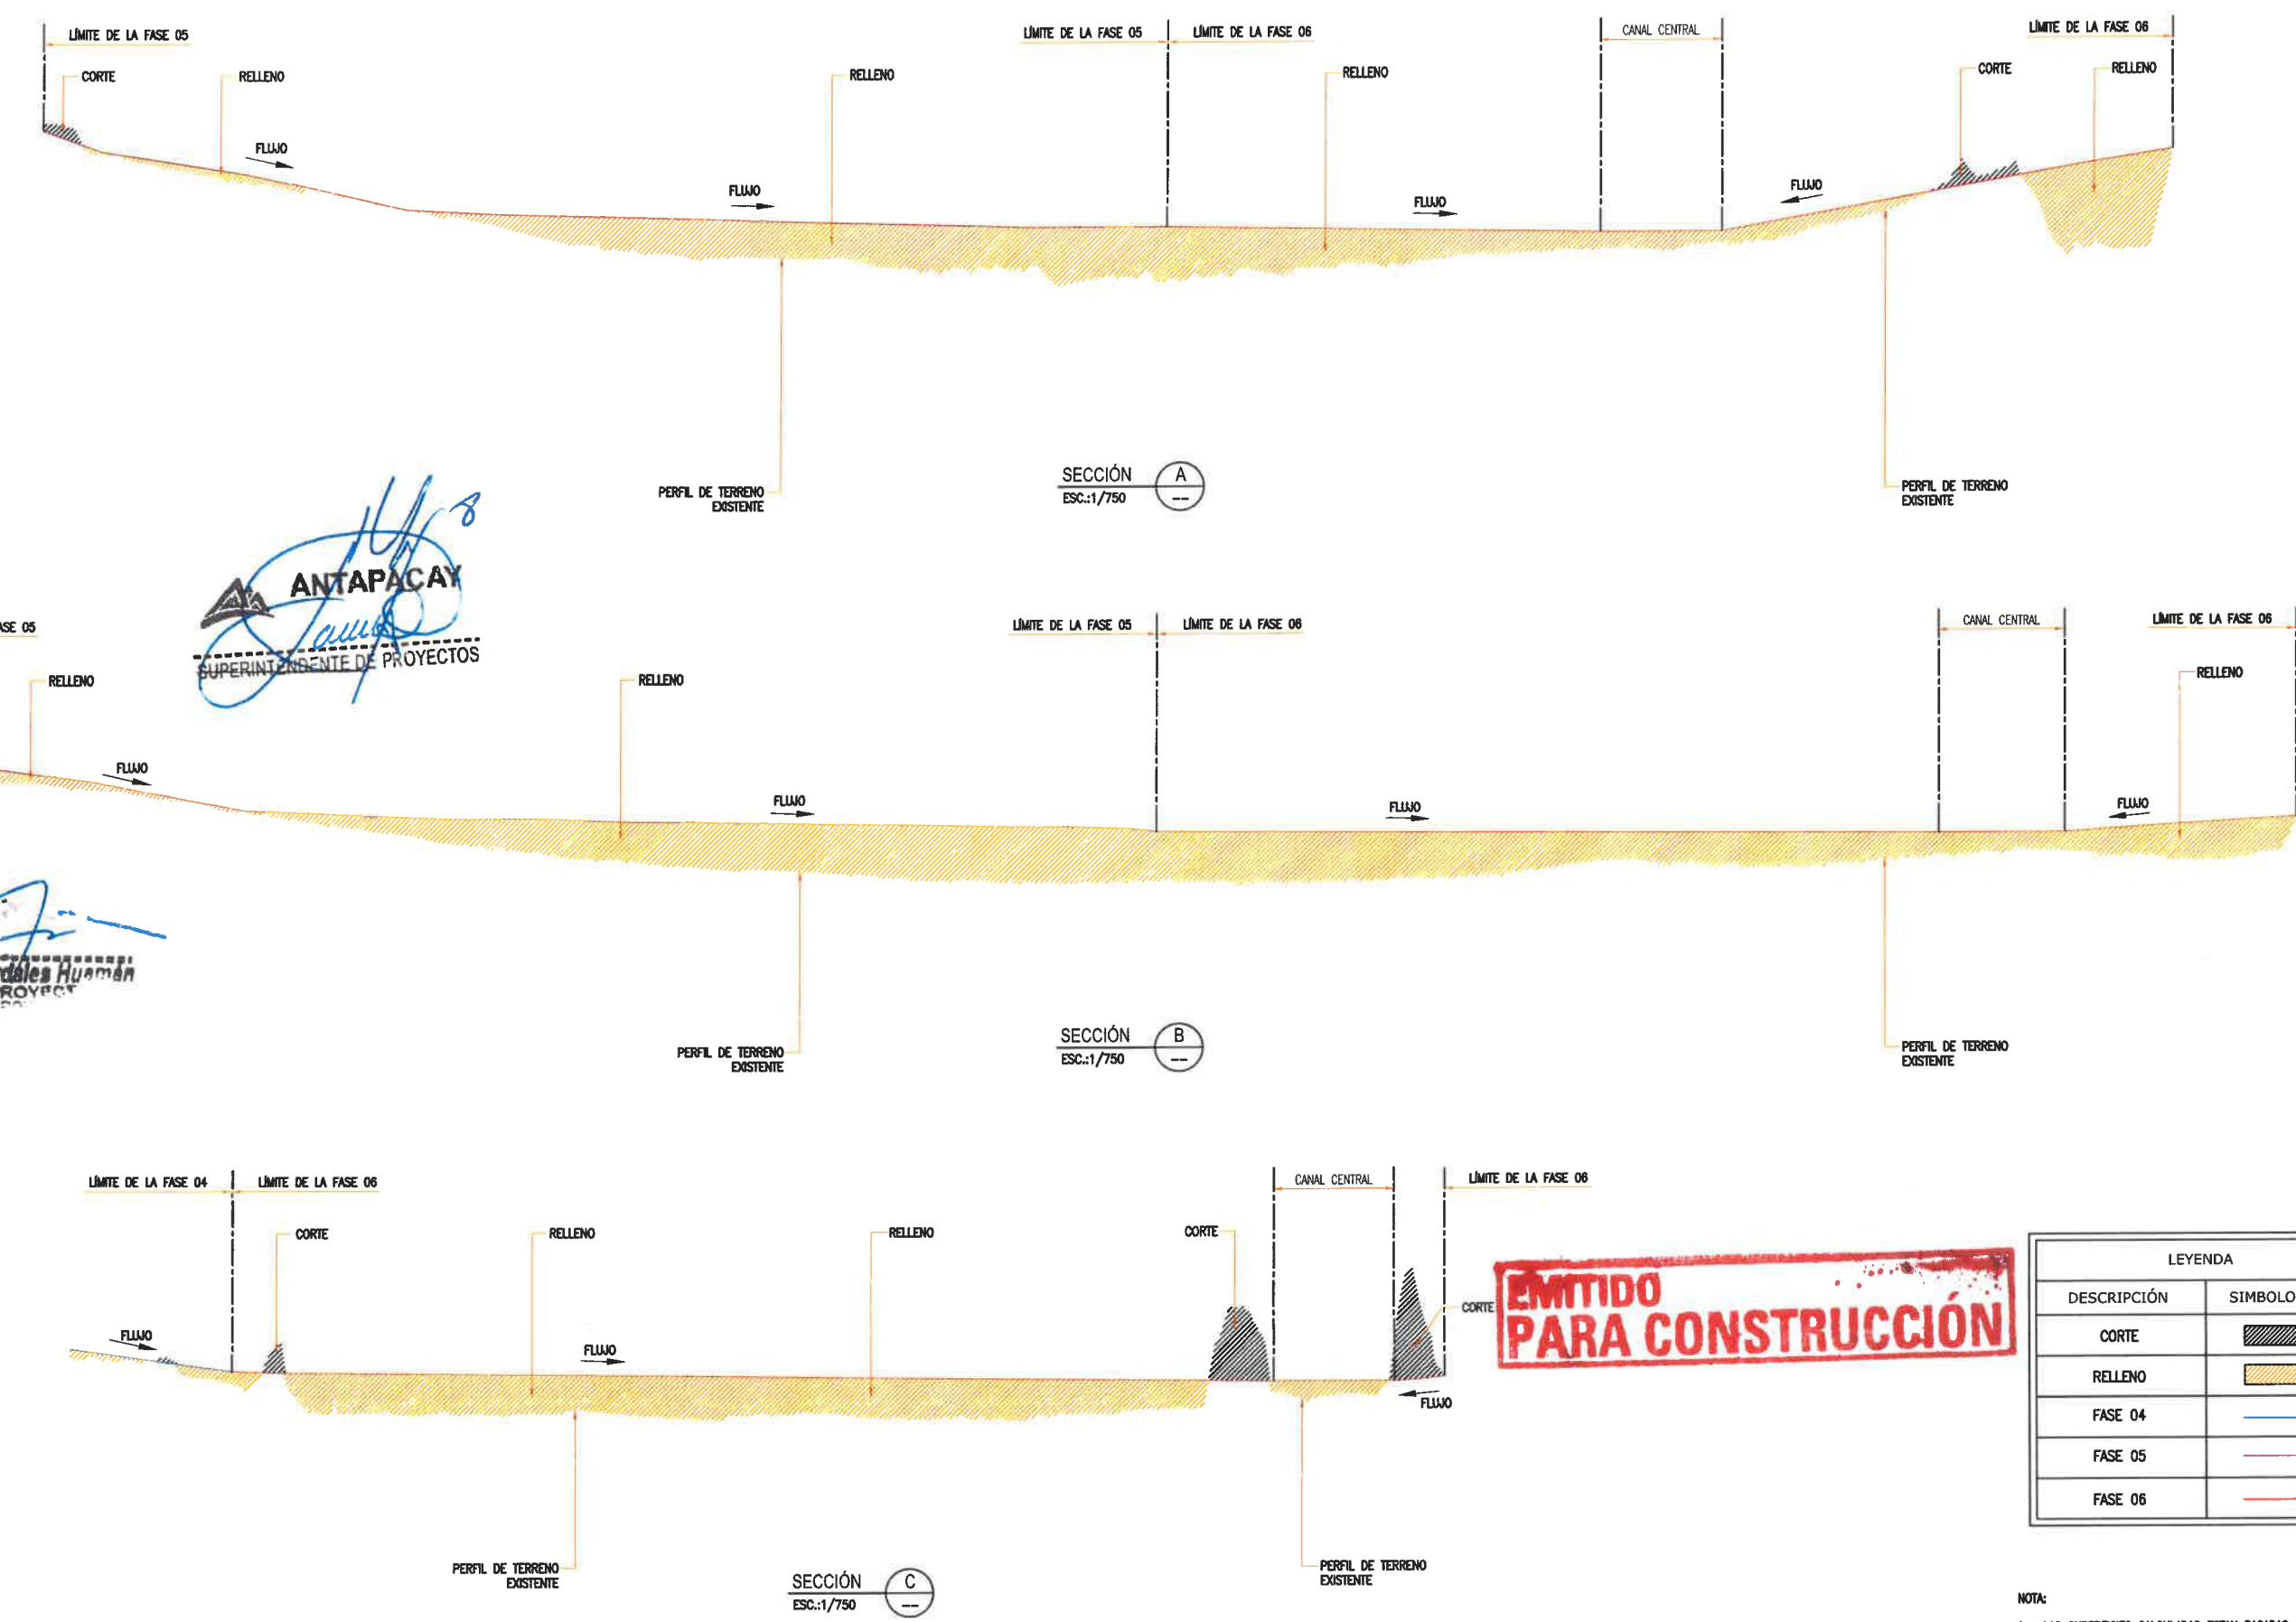 LÍMITE DE LA FASE 05
LÍMITE DE LA FASE 05
LÍMITE DE LA FASE 06
CANAL CENTRAL
LÍMITE DE LA FASE 06
CORTE
RELLENO
RELLENO
RELLENO
CORTE
RELLENO
FLUJO
FLUJO
FLUJO
FLUJO
PERFIL DE TERRENO
EXISTENTE
SECCIÓN A
ESC.:1/750 --
PERFIL DE TERRENO
EXISTENTE
ANTAPACAY
SUPERINTENDENTE DE PROYECTOS
FASE 05
LÍMITE DE LA FASE 05
LÍMITE DE LA FASE 06
CANAL CENTRAL
LÍMITE DE LA FASE 06
RELLENO
RELLENO
RELLENO
FLUJO
FLUJO
FLUJO
FLUJO
Huamán
PERFIL DE TERRENO
EXISTENTE
SECCIÓN B
ESC.:1/750 --
PERFIL DE TERRENO
EXISTENTE
LÍMITE DE LA FASE 04
LÍMITE DE LA FASE 06
CANAL CENTRAL
LÍMITE DE LA FASE 06
CORTE
RELLENO
RELLENO
CORTE
CORTE
FLUJO
FLUJO
FLUJO
PERFIL DE TERRENO
EXISTENTE
SECCIÓN C
ESC.:1/750 --
PERFIL DE TERRENO
EXISTENTE
EMITIDO
PARA CONSTRUCCIÓN
LEYENDA
DESCRIPCIÓN SIMBOLO
CORTE
RELLENO
FASE 04
FASE 05
FASE 06
NOTA: